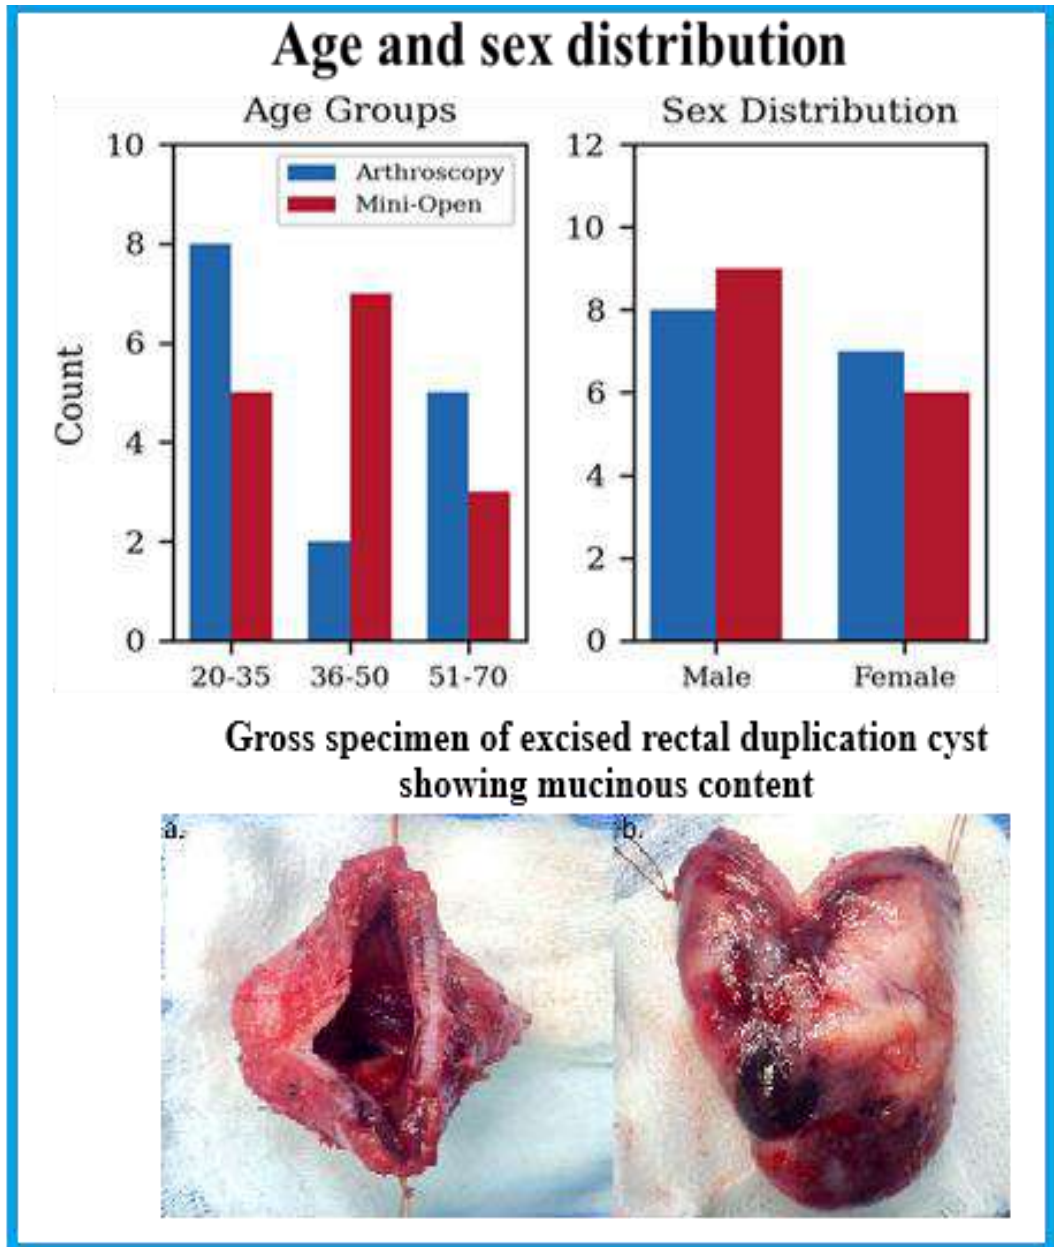 Age and sex distribution
Age Groups
10
8
6
4
2
0
Count
Arthroscopy
Mini-Open
20-35 36-50 51-70
Sex Distribution
12
10
8
6
4
2
0
Male Female
Gross specimen of excised rectal duplication cyst
showing mucinous content
a.
b.